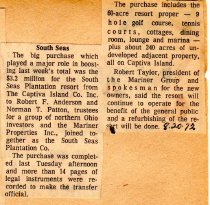 South Seas
The big purchase which
played a major role in boost-
ing last week's total was the
$3.2 million for the South
Seas Plantation resort from
The Captiva Island Co. Inc.
to Robert F. Anderson and
Norman T. Patton, trustees
for a group of northern Ohio
investors and the Mariner
Properties Inc., joined to-
gether as the South Seas
Plantation Co.
The purchase was complet-
ed last Tuesday afternoon
and more than 14 pages of
legal instruments were re-
corded to make the transfer
official.
The purchase includes the
60-acre resort proper — 9
hole golf course, tennis
courts, cottages, dining
room, lounge and marina —
plus about 240 acres of un-
developed adjacent property,
all on Captiva Island.
Robert Taylor, president of
the Mariner Group and
spokesman for the new
owners, said the resort will
continue to operate for the
benefit of the general public
and a refurbishing of the re-
will be done.
8-20-72